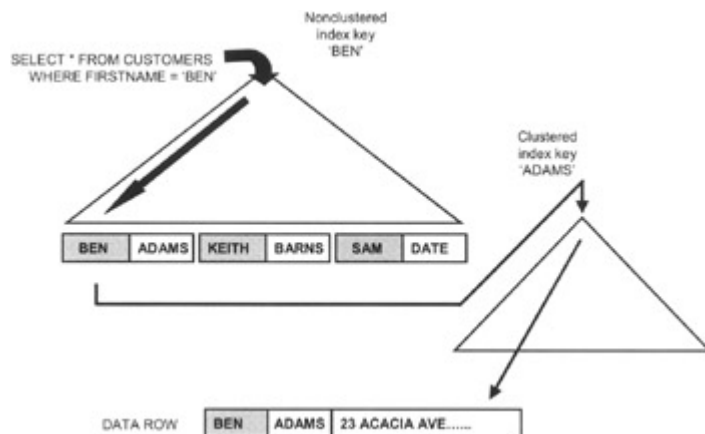 Nonclustered
index key
'BEN'
SELECT * FROM CUSTOMERS
WHERE FIRSTNAME = 'BEN'
Clustered
index key
'ADAMS'
BEN ADAMS KEITH BARNS SAM DATE
DATA ROW BEN ADAMS 23 ACACIA AVE......